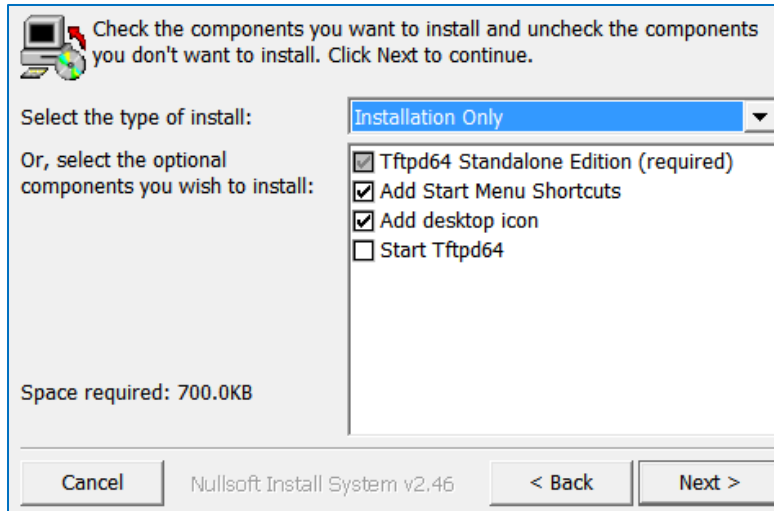 Check the components you want to install and uncheck the components
you don't want to install. Click Next to continue.
Select the type of install:
Installation Only
Or, select the optional
components you wish to install:
Tftpd64 Standalone Edition (required)
Add Start Menu Shortcuts
Add desktop icon
Start Tftpd64
Space required: 700.0KB
Cancel
Nullsoft Install System v2.46
< Back
Next >